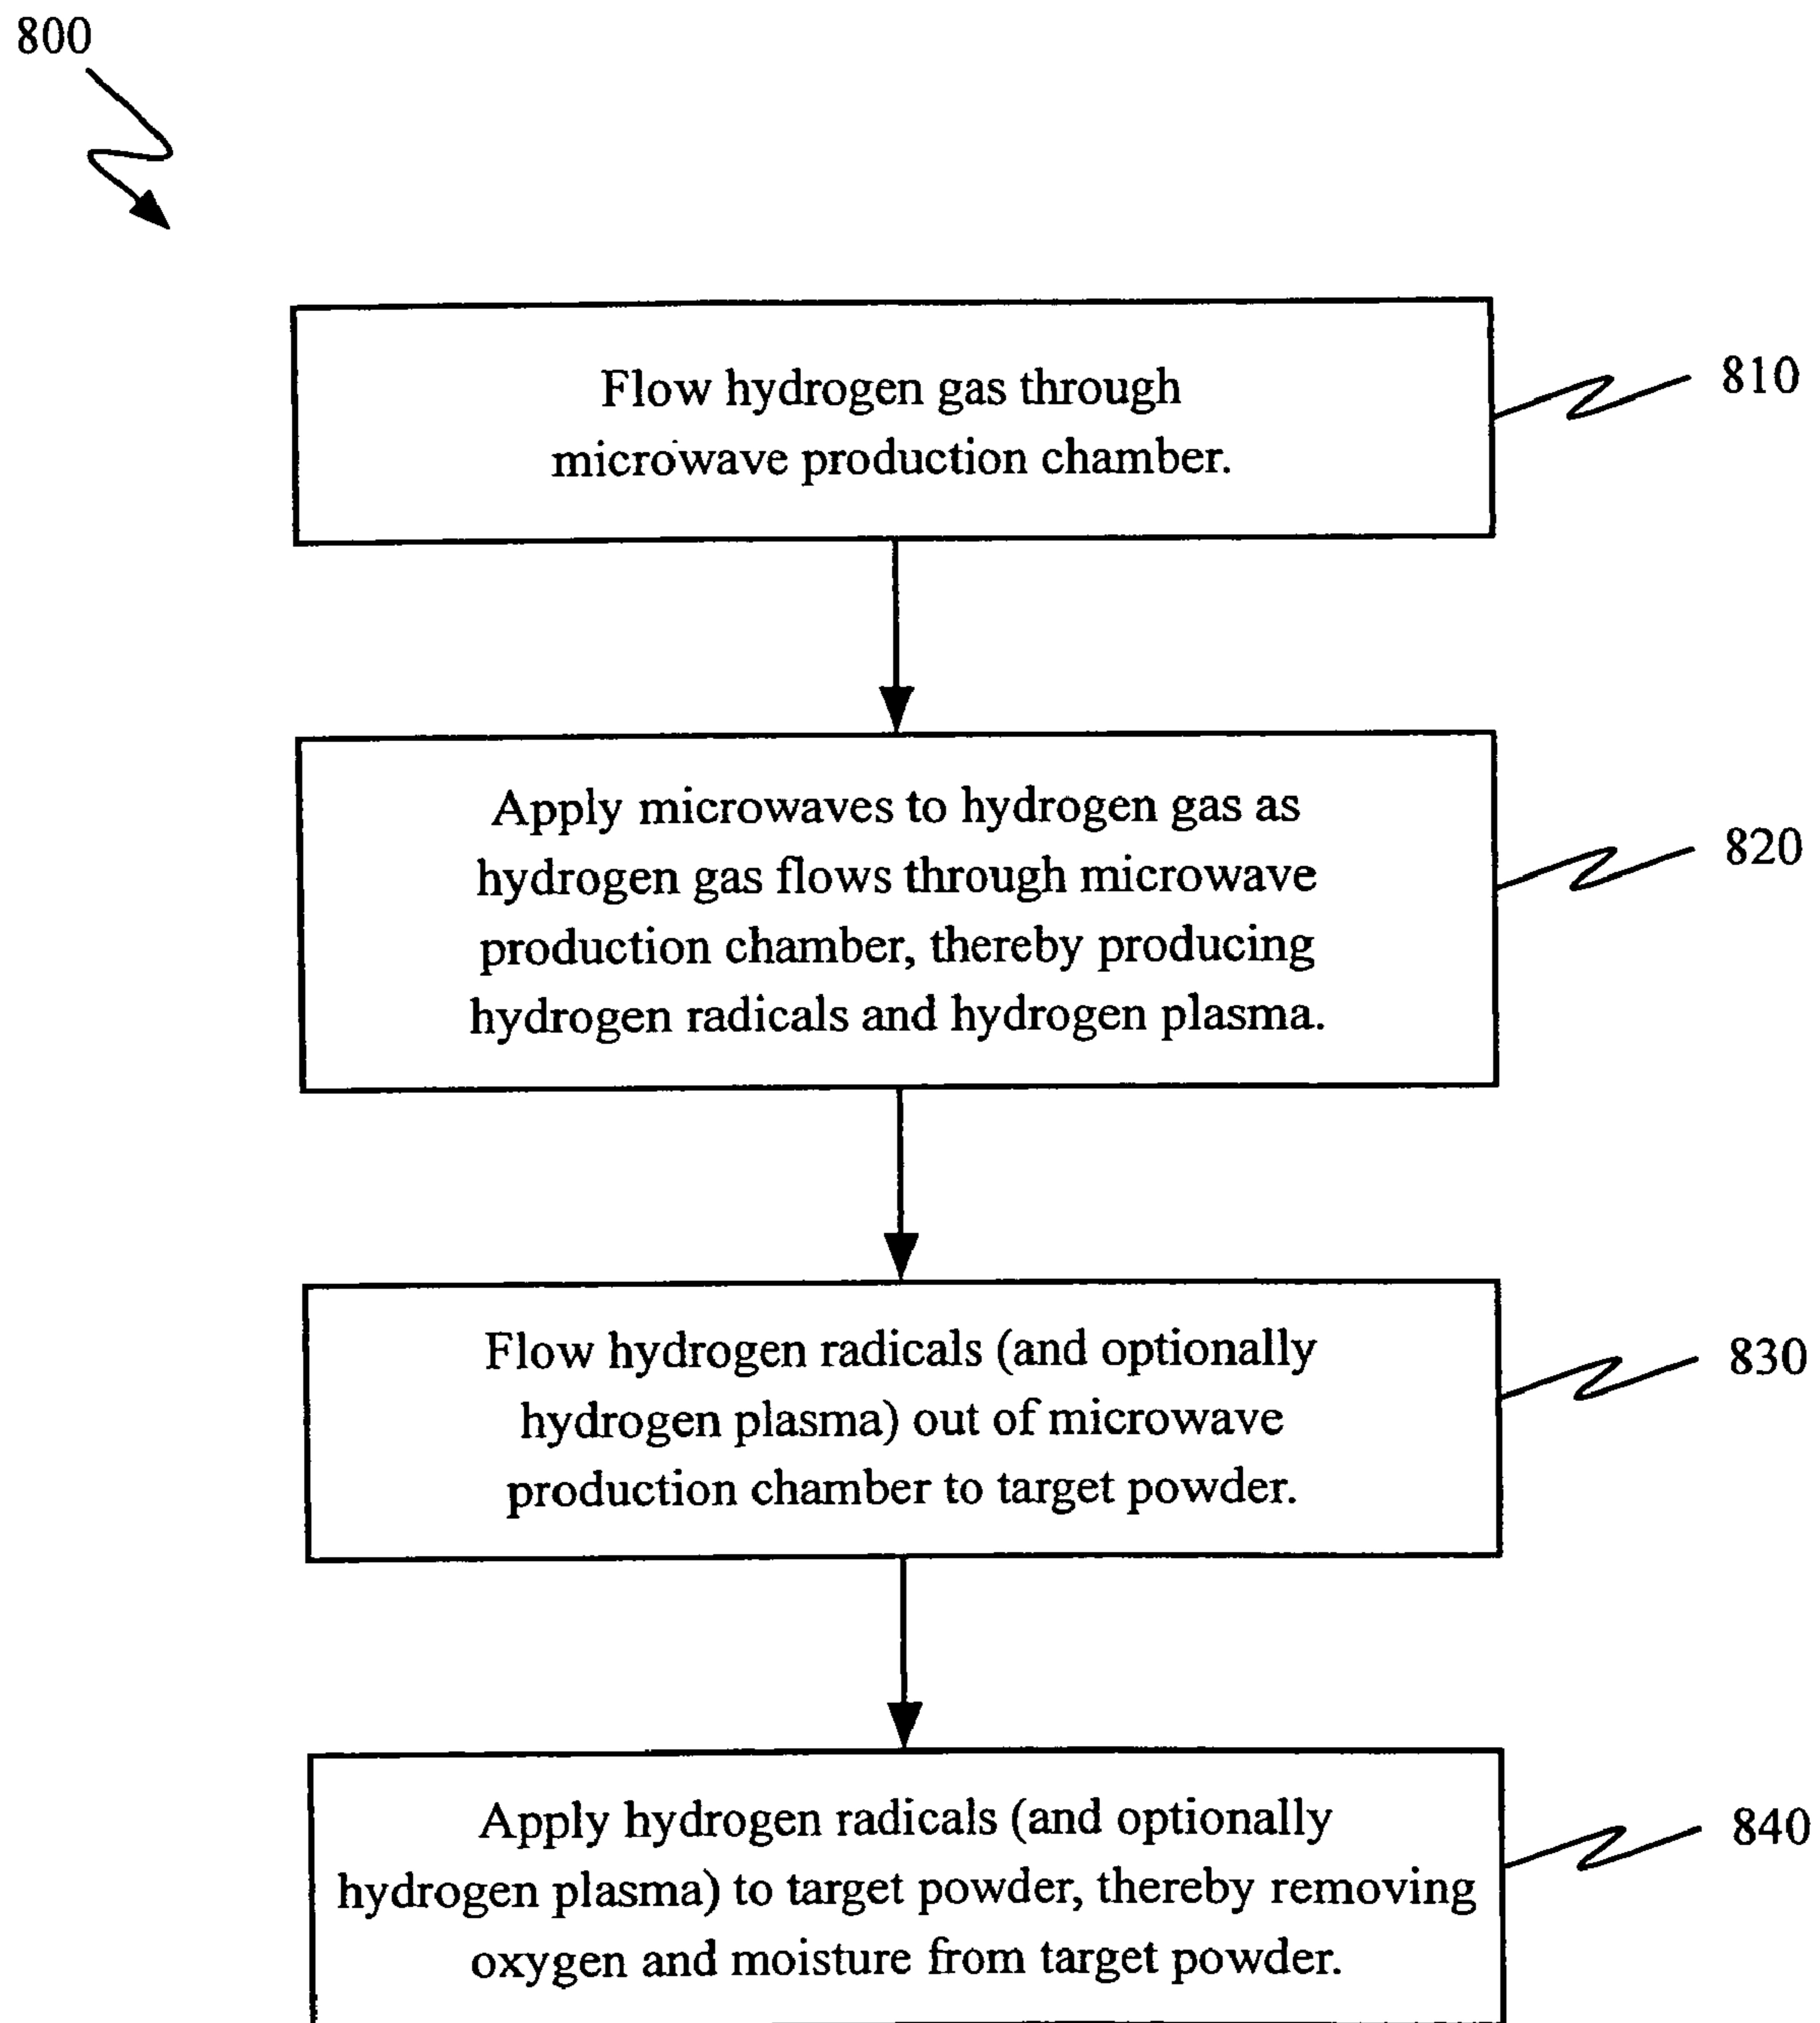 800
Flow hydrogen gas through
microwave production chamber.
810
Apply microwaves to hydrogen gas as
hydrogen gas flows through microwave
production chamber, thereby producing
hydrogen radicals and hydrogen plasma.
820
Flow hydrogen radicals (and optionally
hydrogen plasma) out of microwave
production chamber to target powder.
830
Apply hydrogen radicals (and optionally
hydrogen plasma) to target powder, thereby removing
oxygen and moisture from target powder.
840